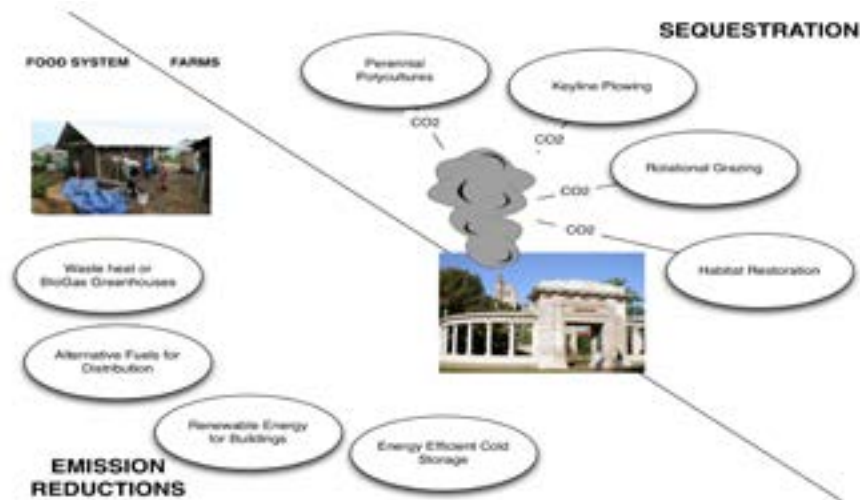 SEQUESTRATION
FOOD SYSTEM FARMS
Perennial
Polycultures
Keyline Plowing
CO2
CO2
Rotational Grazing
CO2
CO2
Habitat Restoration
Waste heat or
BioGas Greenhouses
Alternative Fuels for
Distribution
Renewable Energy
for Buildings
Energy Efficient Cold
Storage
EMISSION
REDUCTIONS